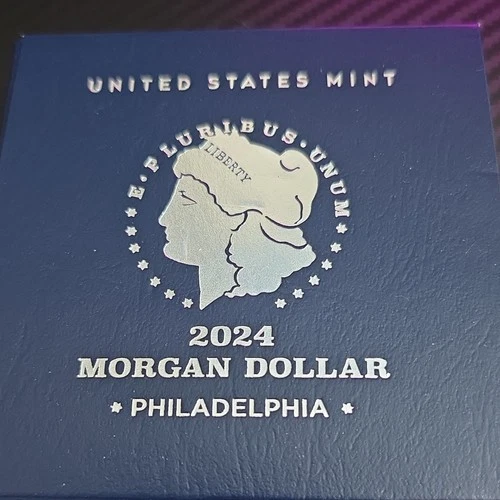 UNITED STATES MINT
E·PLURIBUS·UNUM
LIBERTY
2024
MORGAN DOLLAR
★ PHILADELPHIA ★